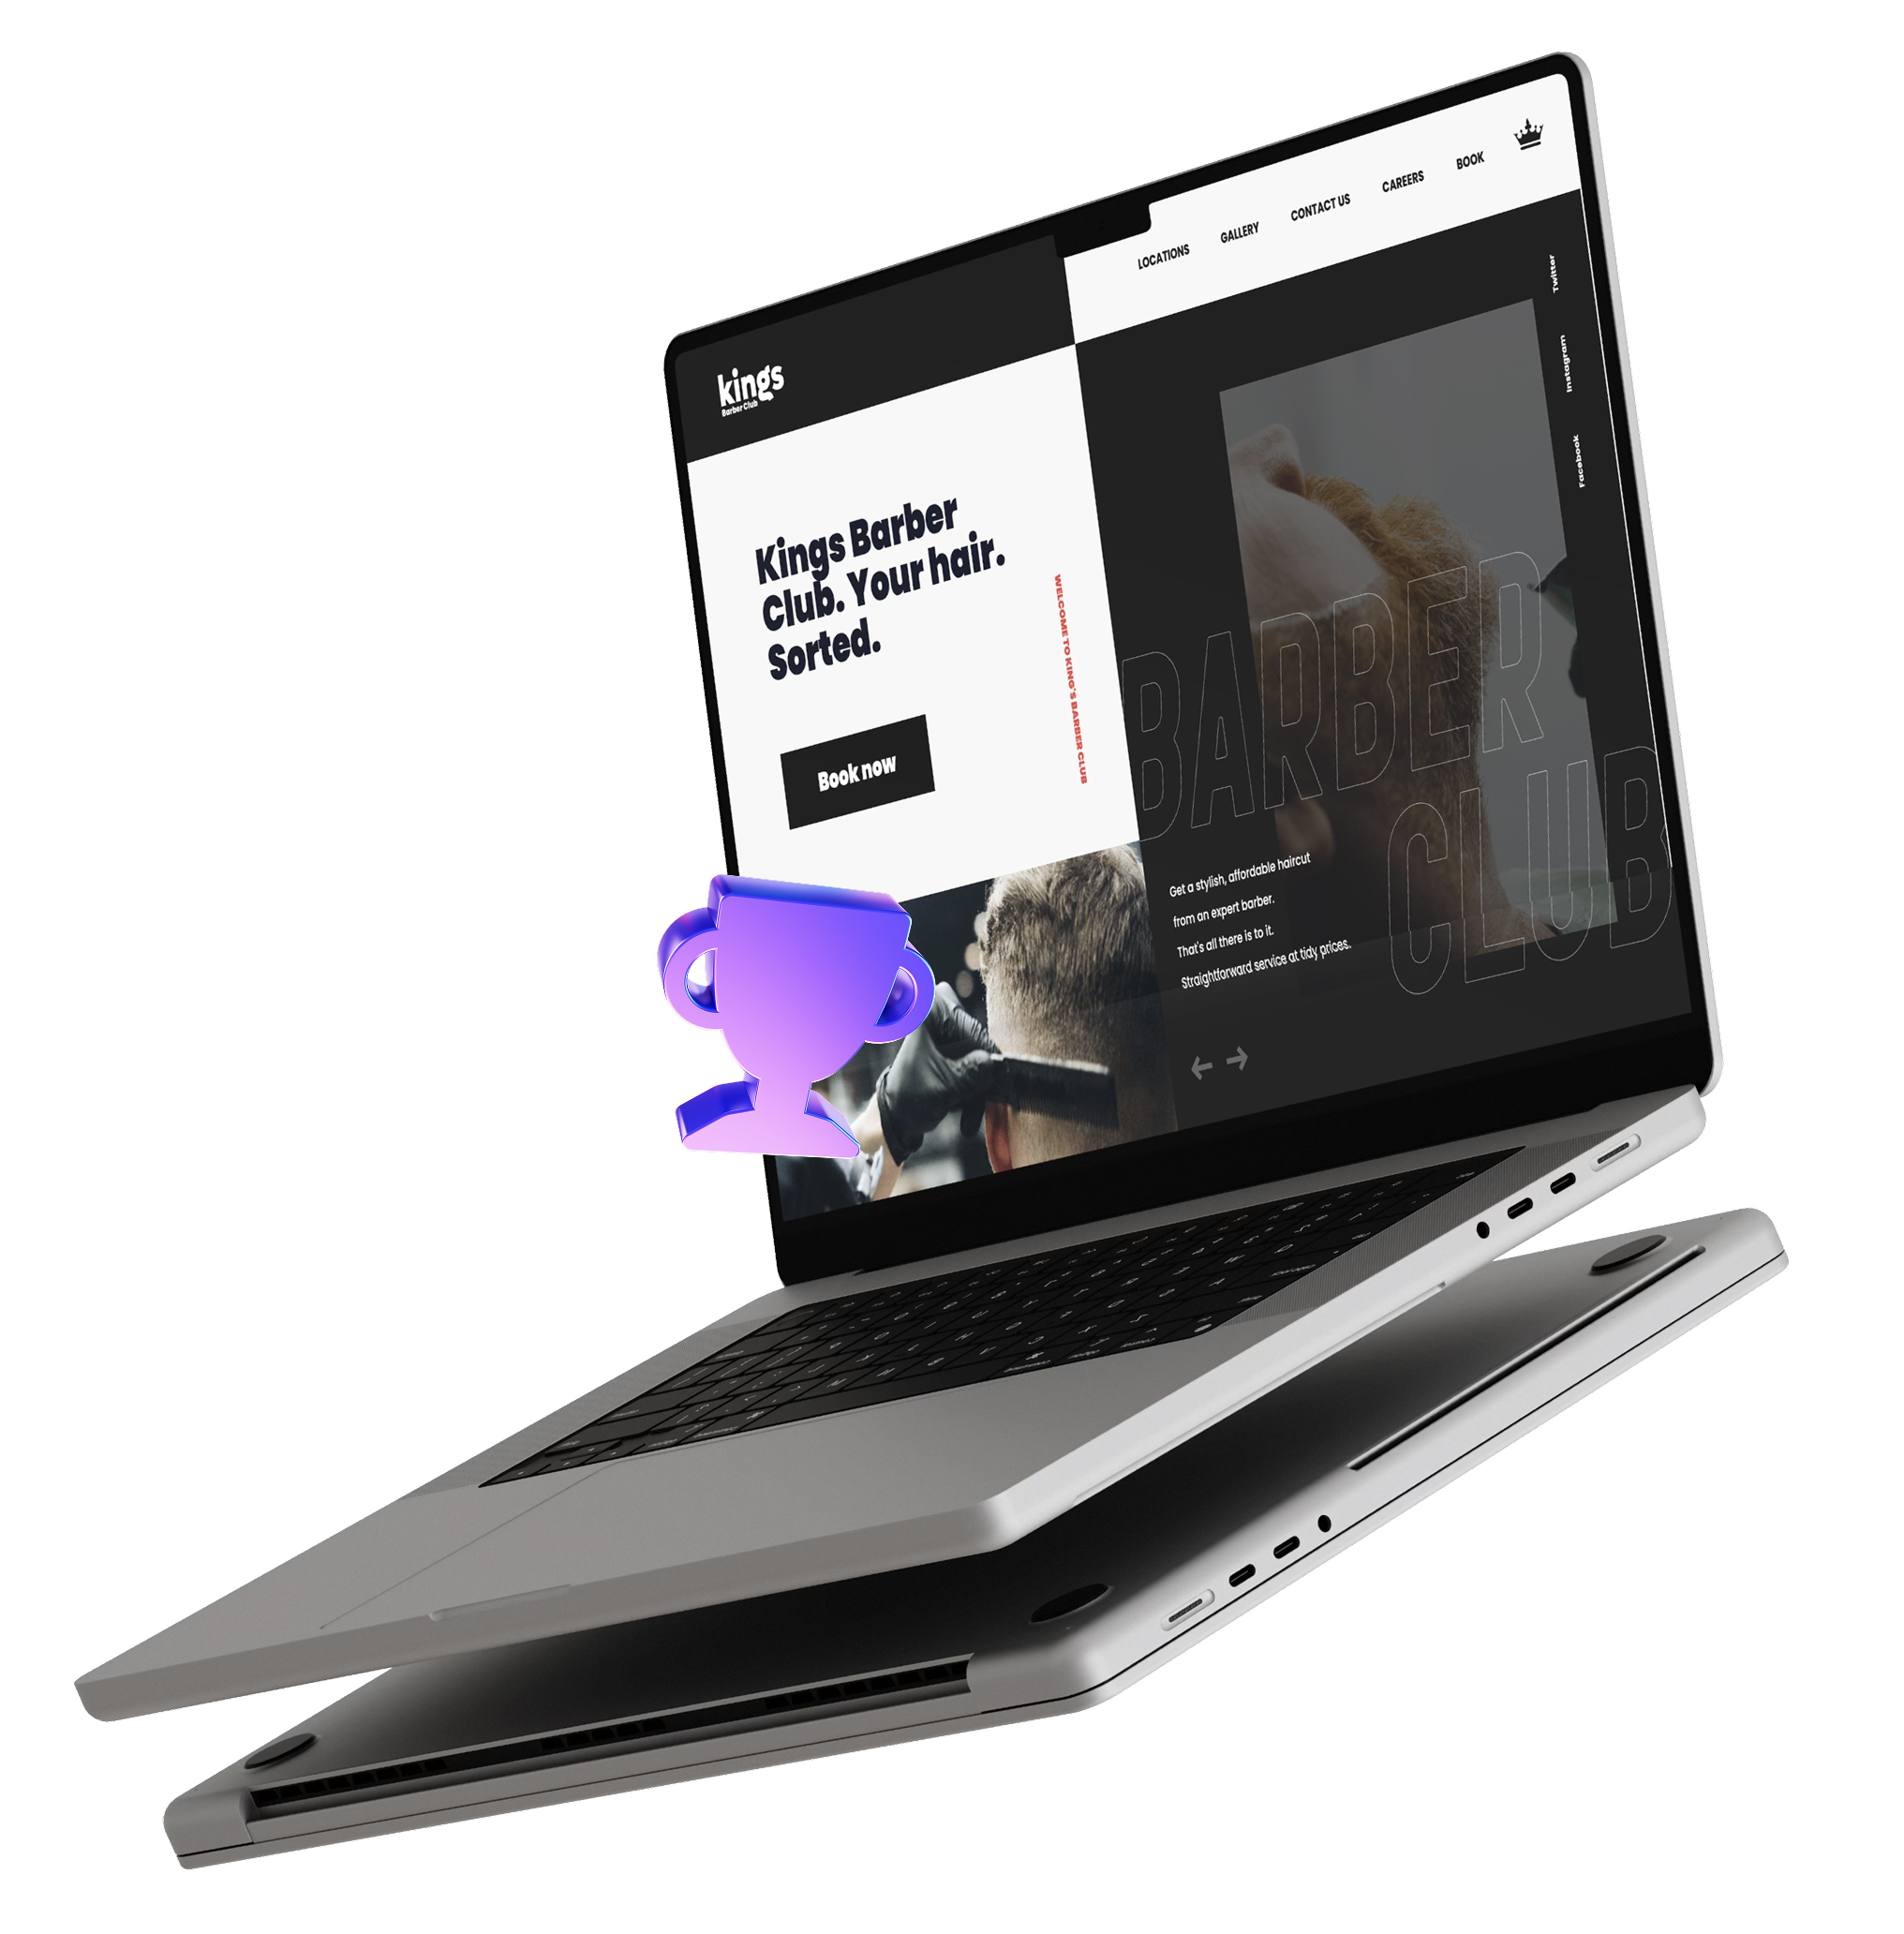 kings
Barber Club
LOCATIONS
GALLERY
CONTACT US
CAREERS
BOOK
Twitter
Instagram
Facebook
Kings Barber
Club. Your hair.
Sorted.
Book now
WELCOME TO KING'S BARBER CLUB
BARBER
CLUB
Get a stylish, affordable haircut
from an expert barber.
That's all there is to it.
Straightforward service at tidy prices.